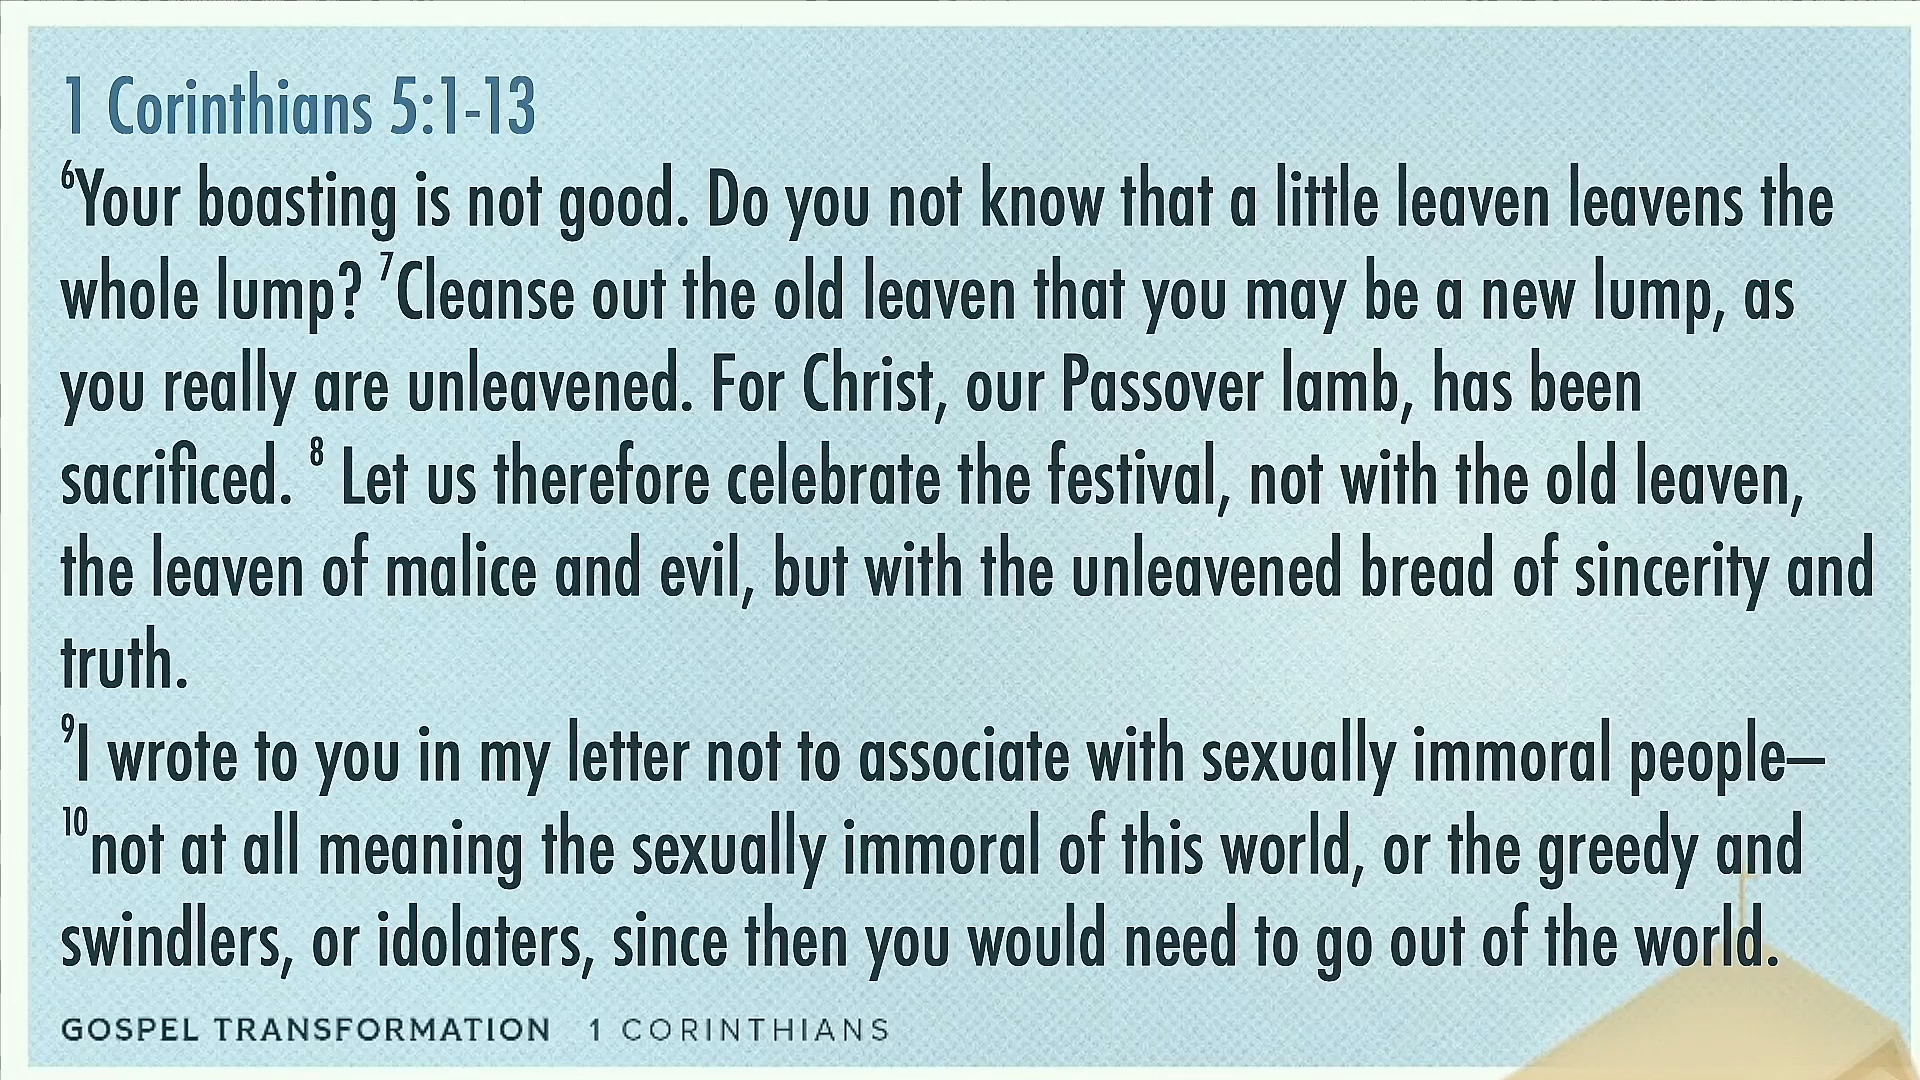 1 Corinthians 5:1-13
6Your boasting is not good. Do you not know that a little leaven leavens the
whole lump? 7Cleanse out the old leaven that you may be a new lump, as
you really are unleavened. For Christ, our Passover lamb, has been
sacrificed. 8 Let us therefore celebrate the festival, not with the old leaven,
the leaven of malice and evil, but with the unleavened bread of sincerity and
truth.
9I wrote to you in my letter not to associate with sexually immoral people–
10not at all meaning the sexually immoral of this world, or the greedy and
swindlers, or idolaters, since then you would need to go out of the world.
GOSPEL TRANSFORMATION 1 CORINTHIANS